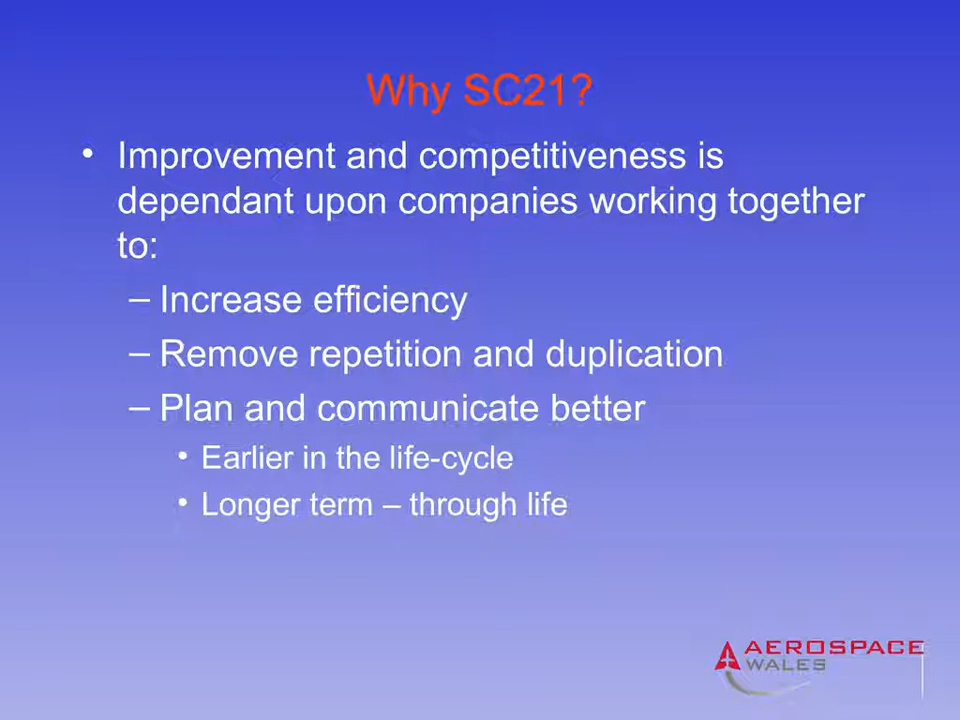 Why SC21?
• Improvement and competitiveness is
dependant upon companies working together
to:
– Increase efficiency
– Remove repetition and duplication
– Plan and communicate better
• Earlier in the life-cycle
• Longer term – through life
AEROSPACE
WALES